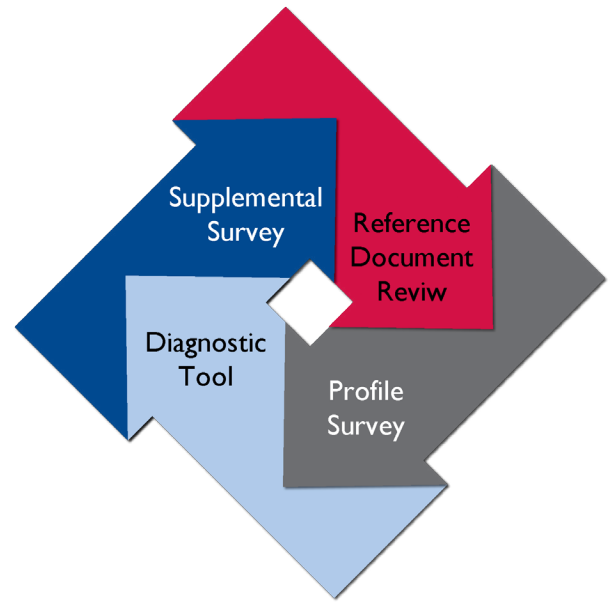 Supplemental
Survey
Reference
Document
Reviw
Diagnostic
Tool
Profile
Survey